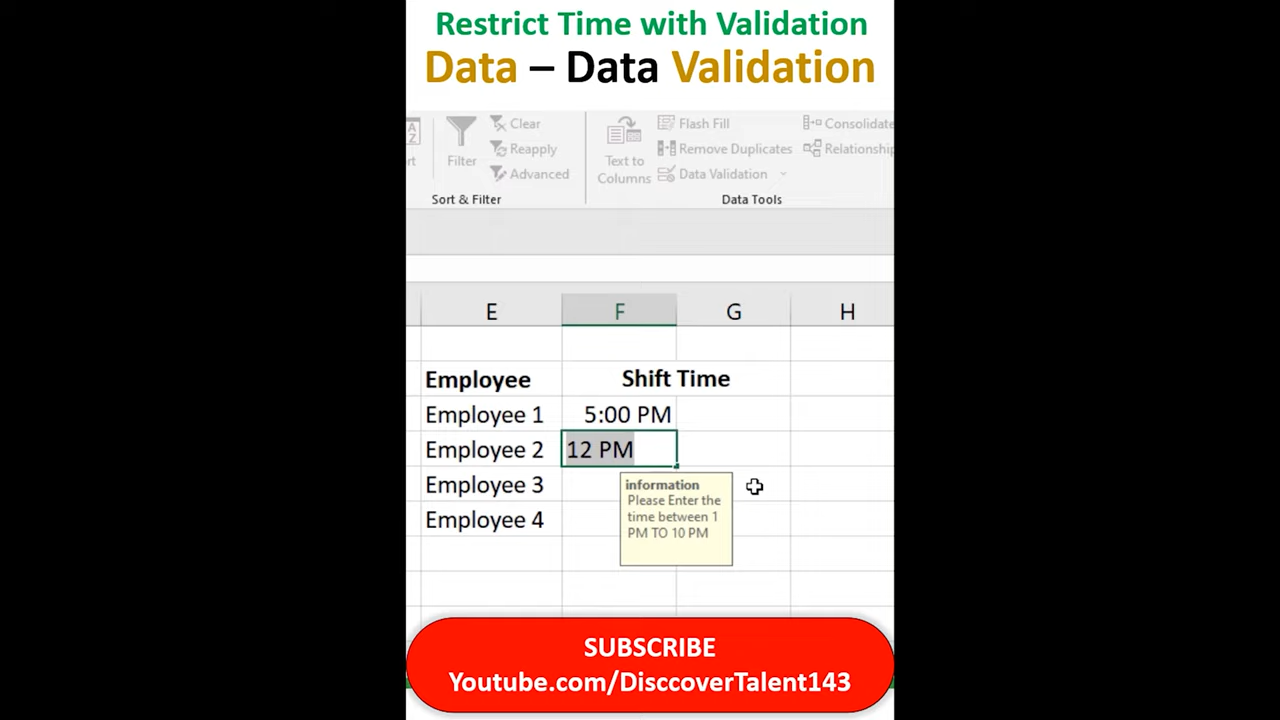 Restrict Time with Validation
Data – Data Validation
A
Z
rt
Filter
Clear
Reapply
Advanced
Sort & Filter
Text to
Columns
Flash Fill
Remove Duplicates
Data Validation
Consolidate
Relationship
Data Tools
E F G H
Employee Shift Time
Employee 1 5:00 PM
Employee 2 12 PM
Employee 3
Employee 4
information
Please Enter the
time between 1
PM TO 10 PM
SUBSCRIBE
Youtube.com/DisccoverTalent143